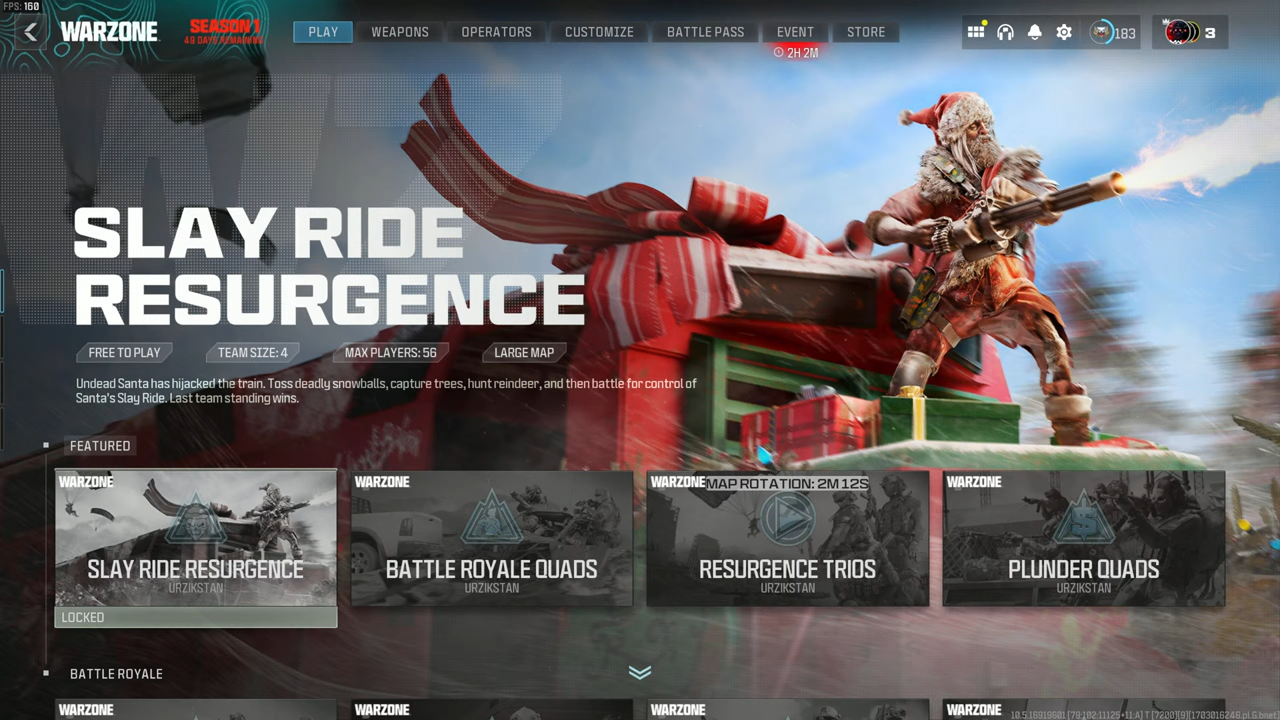 FPS: 160
WARZONE
SEASON 1
49 DAYS REMAINING
PLAY
WEAPONS
OPERATORS
CUSTOMIZE
BATTLE PASS
EVENT
STORE
2H 2M
183
3
SLAY RIDE
RESURGENCE
FREE TO PLAY
TEAM SIZE: 4
MAX PLAYERS: 56
LARGE MAP
Undead Santa has hijacked the train. Toss deadly snowballs, capture trees, hunt reindeer, and then battle for control of
Santa's Slay Ride. Last team standing wins.
FEATURED
WARZONE
SLAY RIDE RESURGENCE
URZIKSTAN
LOCKED
WARZONE
BATTLE ROYALE QUADS
URZIKSTAN
WARZONE
MAP ROTATION: 2M 12S
RESURGENCE TRIOS
URZIKSTAN
WARZONE
PLUNDER QUADS
URZIKSTAN
BATTLE ROYALE
WARZONE
WARZONE
WARZONE
WARZONE